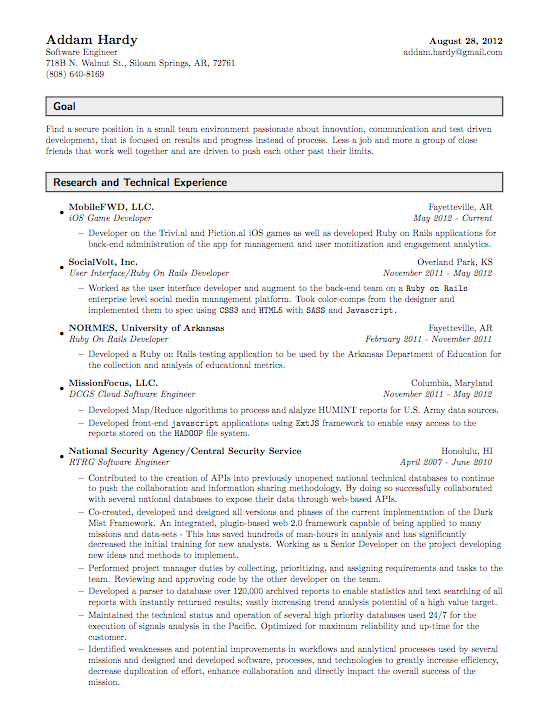 Addam Hardy
August 28, 2012
Software Engineer
addam.hardy@gmail.com
718B N. Walnut St., Siloam Springs, AR, 72761
(808) 640-8169
Goal
Find a secure position in a small team environment passionate about innovation, communication and test driven
development, that is focused on results and progress instead of process. Less a job and more a group of close
friends that work well together and are driven to push each other past their limits.
Research and Technical Experience
• MobileFWD, LLC.
Fayetteville, AR
iOS Game Developer
May 2012 - Current
– Developer on the Trivi.al and Piction.al iOS games as well as developed Ruby on Rails applications for
back-end administration of the app for management and user monitization and engagement analytics.
• SocialVolt, Inc.
Overland Park, KS
User Interface/Ruby On Rails Developer
November 2011 - May 2012
– Worked as the user interface developer and augment to the back-end team on a Ruby on Rails
enterprise level social media management platform. Took color-comps from the designer and
implemented them to spec using CSS3 and HTML5 with SASS and Javascript.
• NORMES, University of Arkansas
Fayetteville, AR
Ruby On Rails Developer
February 2011 - November 2011
– Developed a Ruby on Rails testing application to be used by the Arkansas Department of Education for
the collection and analysis of educational metrics.
• MissionFocus, LLC.
Columbia, Maryland
DCGS Cloud Software Engineer
November 2011 - May 2012
– Developed Map/Reduce algorithms to process and alalyze HUMINT reports for U.S. Army data sources.
– Developed front-end javascript applications using ExtJS framework to enable easy access to the
reports stored on the HADOOP file system.
• National Security Agency/Central Security Service
Honolulu, HI
RTRG Software Engineer
April 2007 - June 2010
– Contributed to the creation of APIs into previously unopened national technical databases to continue
to push the collaboration and information sharing methodology. By doing so successfully collaborated
with several national databases to expose their data through web-based APIs.
– Co-created, developed and designed all versions and phases of the current implementation of the Dark
Mist Framework. An integrated, plugin-based web 2.0 framework capable of being applied to many
missions and data-sets - This has saved hundreds of man-hours in analysis and has significantly
decreased the initial training for new analysts. Working as a Senior Developer on the project developing
new ideas and methods to implement.
– Performed project manager duties by collecting, prioritizing, and assigning requirements and tasks to the
team. Reviewing and approving code by the other developer on the team.
– Developed a parser to database over 120,000 archived reports to enable statistics and text searching of all
reports with instantly returned results; vastly increasing trend analysis potential of a high value target.
– Maintained the technical status and operation of several high priority databases used 24/7 for the
execution of signals analysis in the Pacific. Optimized for maximum reliability and up-time for the
customer.
– Identified weaknesses and potential improvements in workflows and analytical processes used by several
missions and designed and developed software, processes, and technologies to greatly increase efficiency,
decrease duplication of effort, enhance collaboration and directly impact the overall success of the
mission.